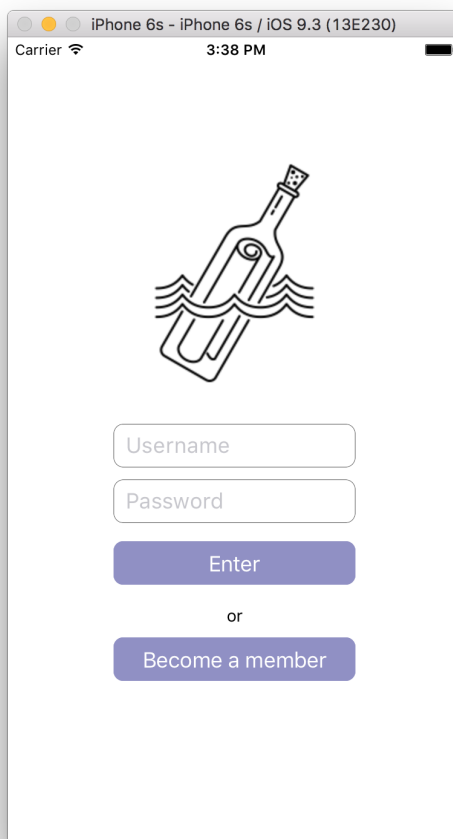 iPhone 6s - iPhone 6s / iOS 9.3 (13E230)
Carrier 3:38 PM
Username
Password
Enter
or
Become a member